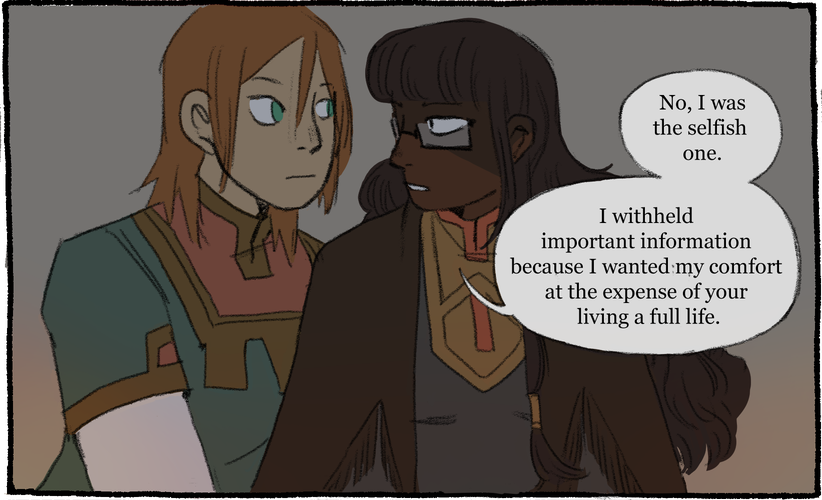 No, I was
the selfish
one.
I withheld
important information
because I wanted my comfort
at the expense of your
living a full life.